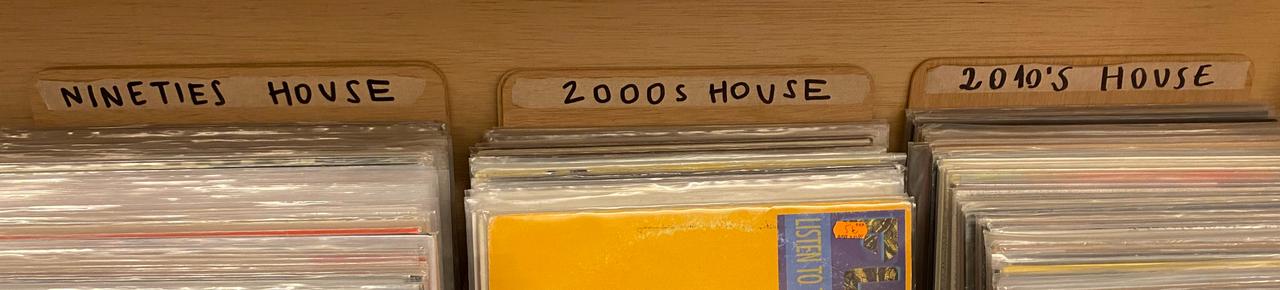 NINETIES HOUSE
2000s HOUSE
2010'S HOUSE
LISTEN TO